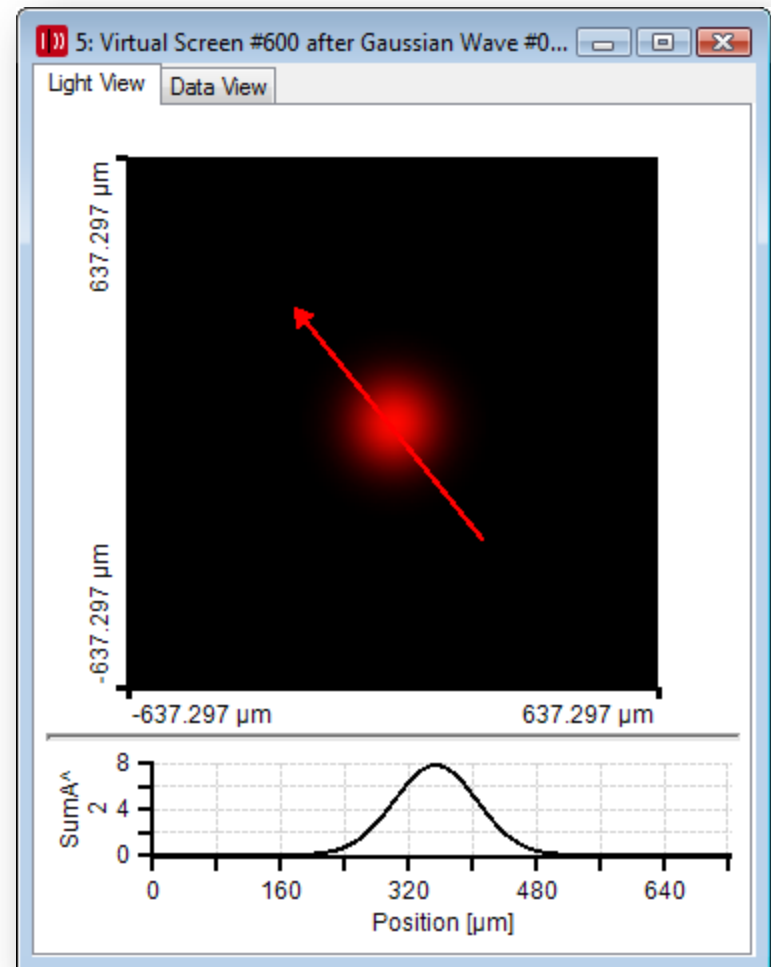 5: Virtual Screen #600 after Gaussian Wave #0...
Light View
Data View
637.297 µm
-637.297 µm
-637.297 µm
637.297 µm
SumA^
2
8
4
0
0
160
320
480
640
Position [µm]